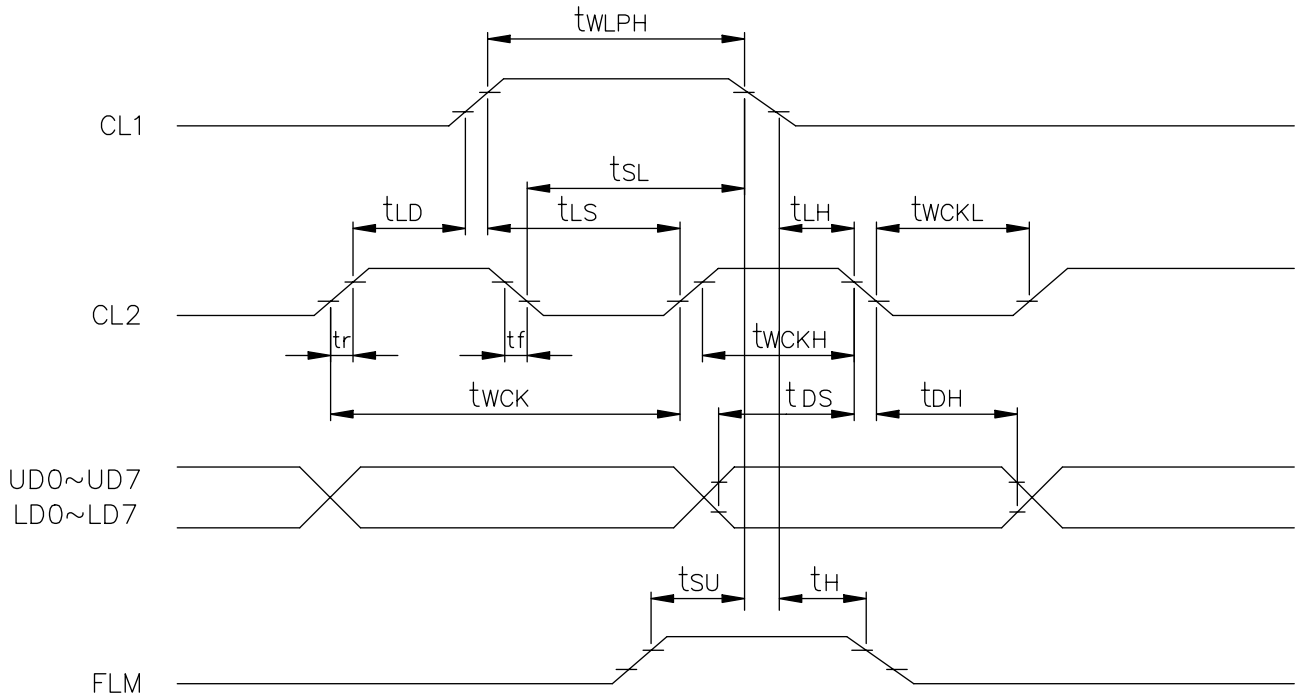 tWLPH
CL1
tSL
tLD
tLS
tLH
tWCKL
CL2
tr
tf
tWCKH
tWCK
tDS
tDH
UD0~UD7
LD0~LD7
tSU
tH
FLM